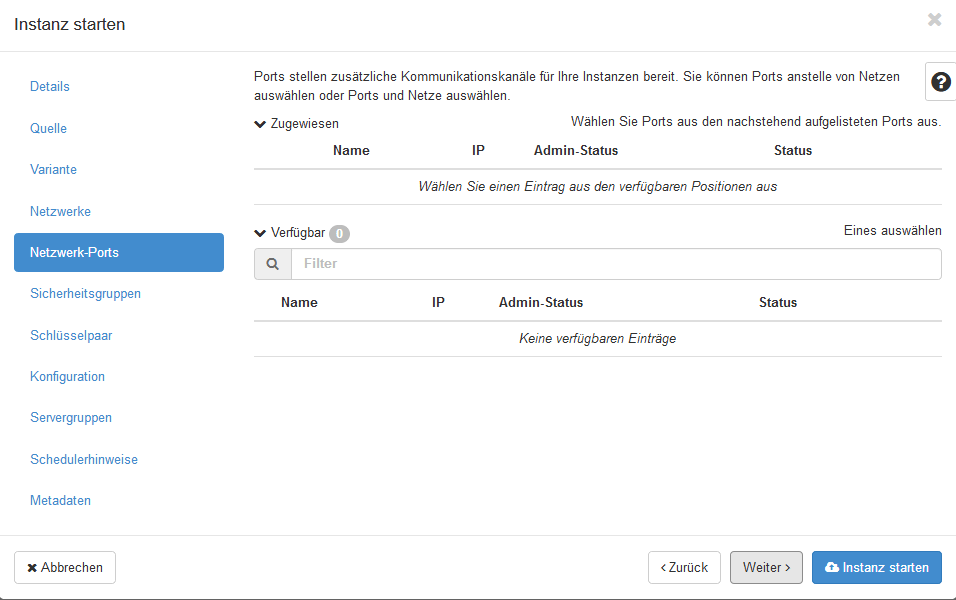 Instanz starten
Details
Quelle
Variante
Netzwerke
Netzwerk-Ports
Sicherheitsgruppen
Schlüsselpaar
Konfiguration
Servergruppen
Schedulerhinweise
Metadaten
Ports stellen zusätzliche Kommunikationskanäle für Ihre Instanzen bereit. Sie können Ports anstelle von Netzen
auswählen oder Ports und Netze auswählen.
Zugewiesen Wählen Sie Ports aus den nachstehend aufgelisteten Ports aus.
Name IP Admin-Status Status
Wählen Sie einen Eintrag aus den verfügbaren Positionen aus
Verfügbar 0 Eines auswählen
Filter
Name IP Admin-Status Status
Keine verfügbaren Einträge
Abbrechen Zurück Weiter Instanz starten